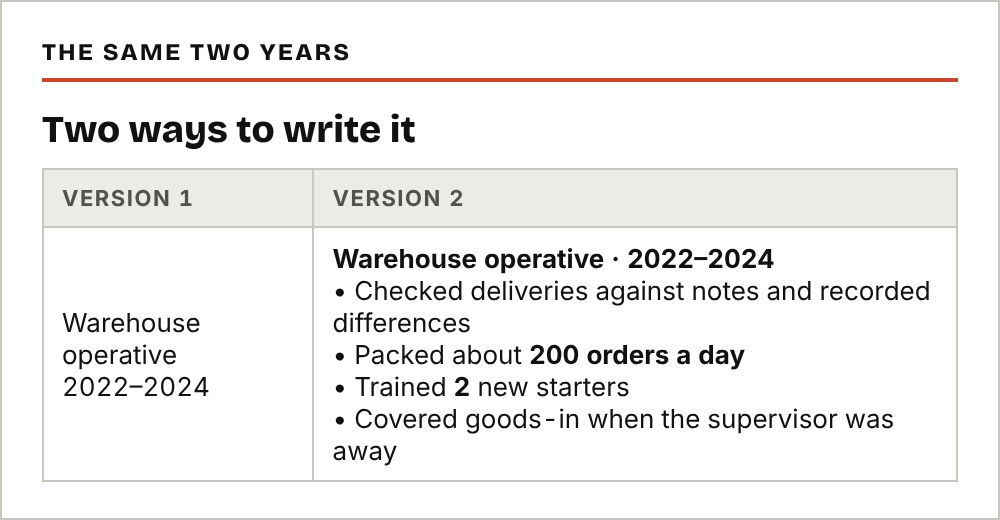 THE SAME TWO YEARS
Two ways to write it
VERSION 1
VERSION 2
Warehouse
operative
2022–2024
Warehouse operative · 2022–2024
• Checked deliveries against notes and recorded
differences
• Packed about 200 orders a day
• Trained 2 new starters
• Covered goods-in when the supervisor was
away